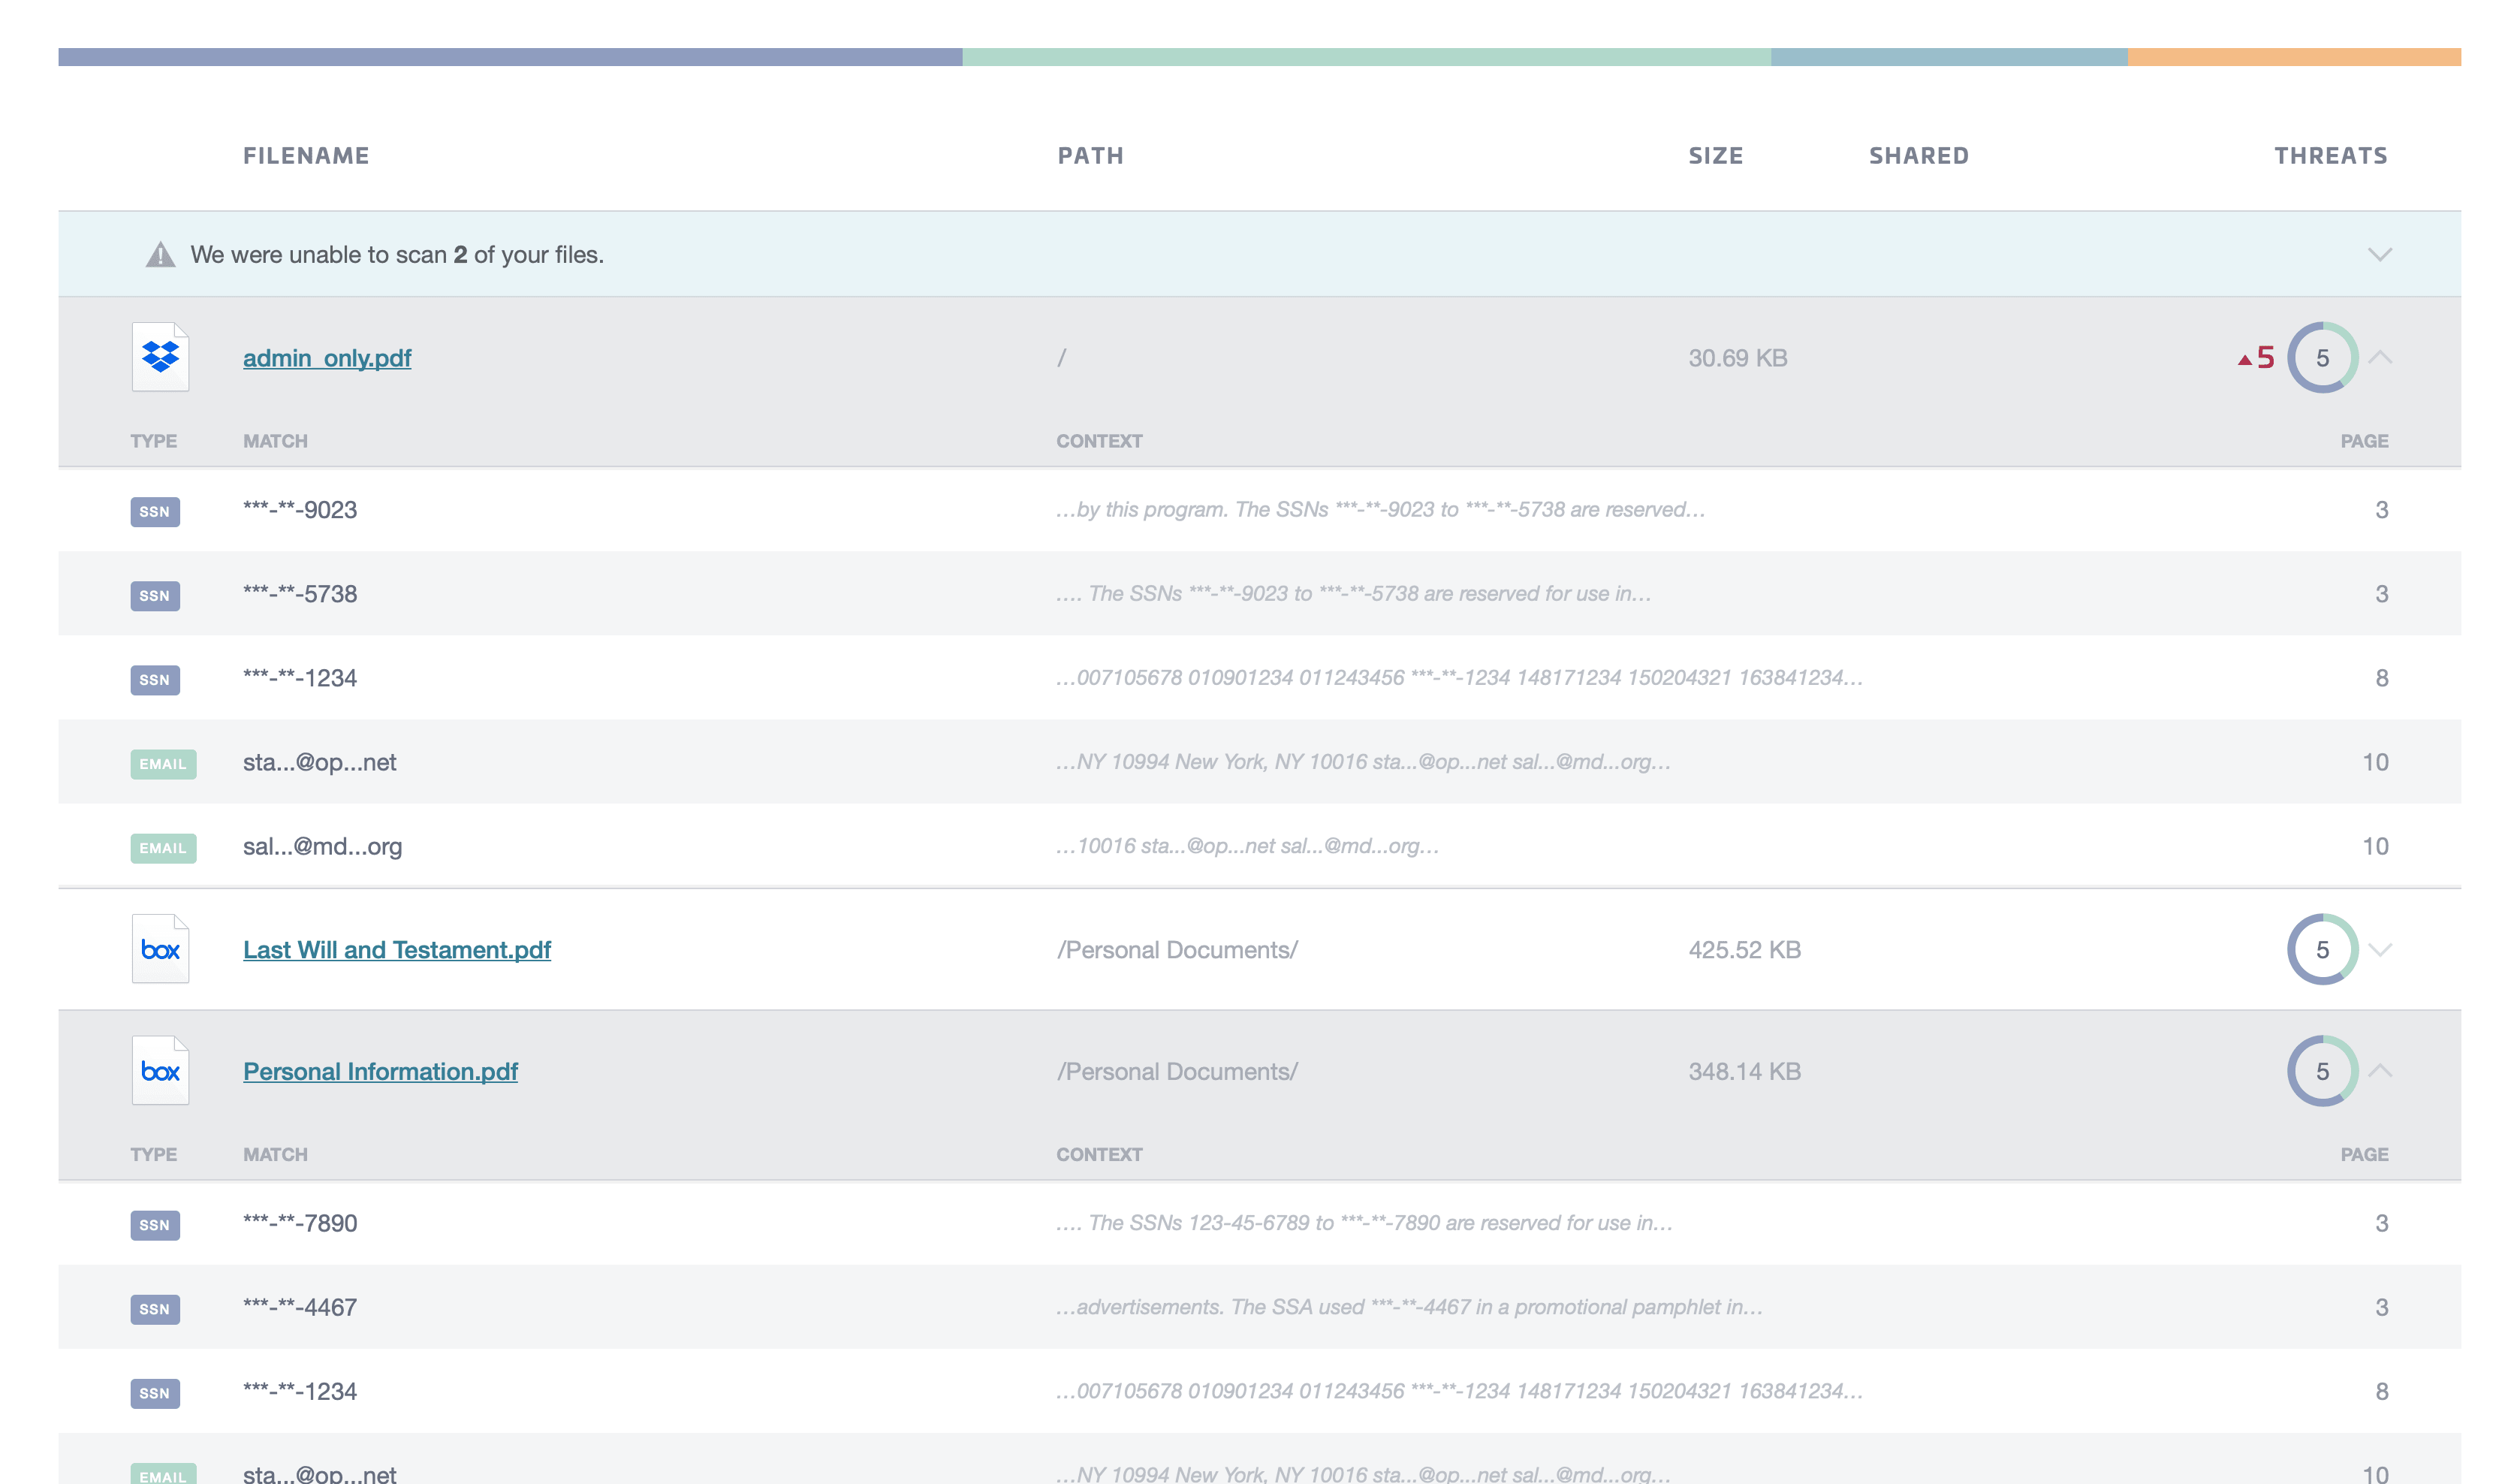 FILENAME PATH SIZE SHARED THREATS
We were unable to scan 2 of your files.
admin_only.pdf / 30.69 KB ▲5 5
TYPE MATCH CONTEXT PAGE
SSN ***-**-9023 …by this program. The SSNs ***-**-9023 to ***-**-5738 are reserved… 3
SSN ***-**-5738 …. The SSNs ***-**-9023 to ***-**-5738 are reserved for use in… 3
SSN ***-**-1234 …007105678 010901234 011243456 ***-**-1234 148171234 150204321 163841234… 8
EMAIL sta...@op...net …NY 10994 New York, NY 10016 sta...@op...net sal...@md...org… 10
EMAIL sal...@md...org …10016 sta...@op...net sal...@md...org… 10
box Last Will and Testament.pdf /Personal Documents/ 425.52 KB 5
box Personal Information.pdf /Personal Documents/ 348.14 KB 5
TYPE MATCH CONTEXT PAGE
SSN ***-**-7890 …. The SSNs 123-45-6789 to ***-**-7890 are reserved for use in… 3
SSN ***-**-4467 …advertisements. The SSA used ***-**-4467 in a promotional pamphlet in… 3
SSN ***-**-1234 …007105678 010901234 011243456 ***-**-1234 148171234 150204321 163841234… 8
EMAIL sta...@op...net …NY 10994 New York, NY 10016 sta...@op...net sal...@md...org… 10